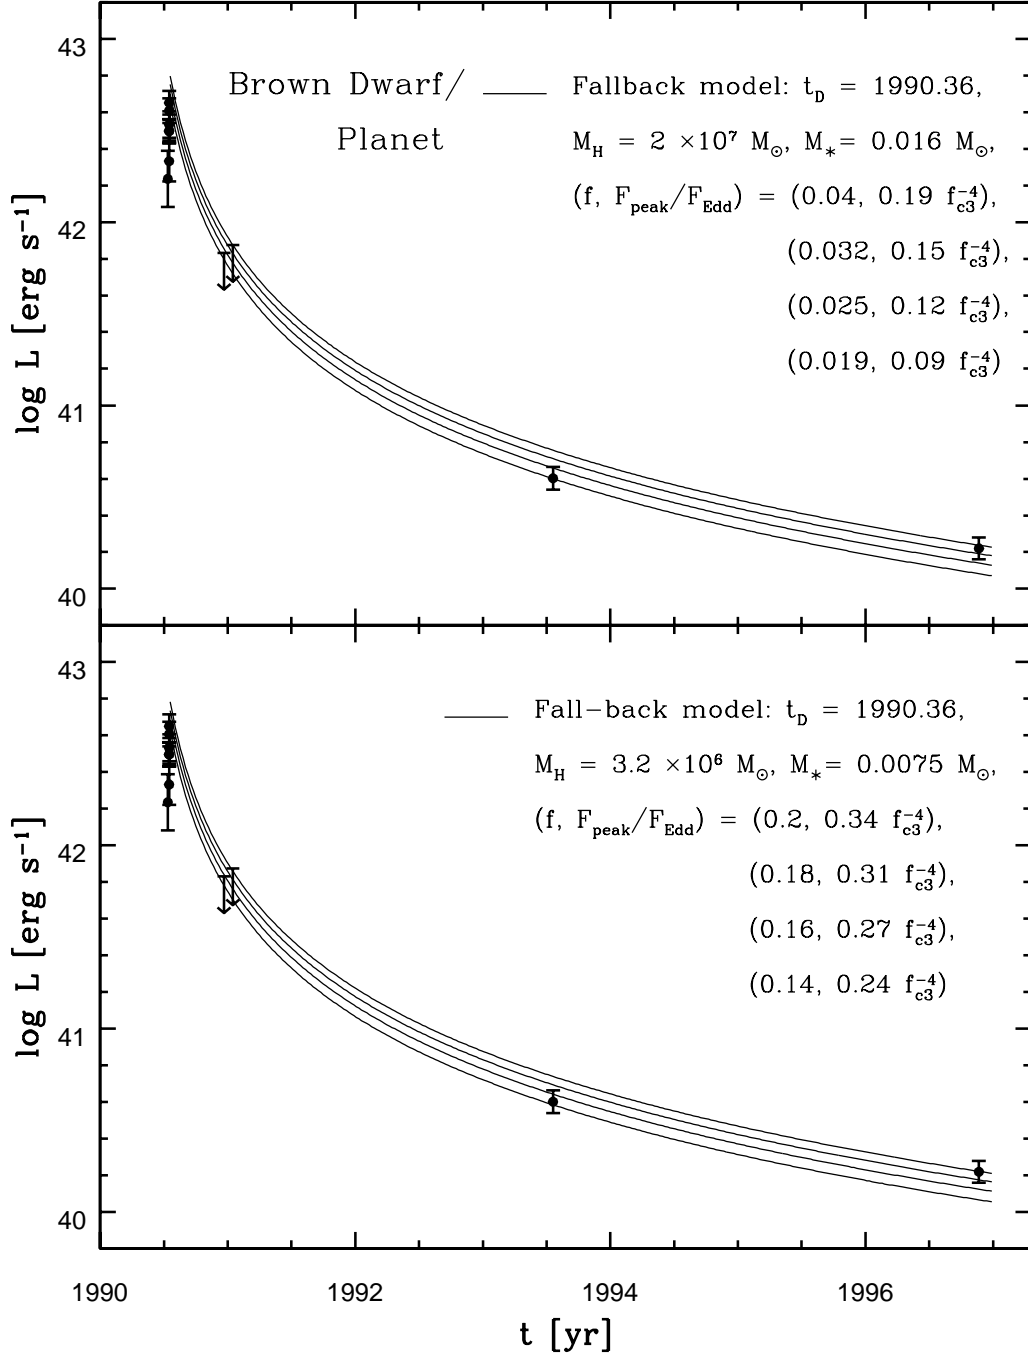 43
Brown Dwarf/
Planet
Fallback model: t_D = 1990.36,
M_H = 2 ×10⁷ M_⊙, M_*= 0.016 M_⊙,
(f, F_peak/F_Edd) = (0.04, 0.19 f_c3^−4),
(0.032, 0.15 f_c3^−4),
(0.025, 0.12 f_c3^−4),
(0.019, 0.09 f_c3^−4)
42
41
40
log L [erg s⁻¹]
43
Fall−back model: t_D = 1990.36,
M_H = 3.2 ×10⁶ M_⊙, M_*= 0.0075 M_⊙,
(f, F_peak/F_Edd) = (0.2, 0.34 f_c3^−4),
(0.18, 0.31 f_c3^−4),
(0.16, 0.27 f_c3^−4),
(0.14, 0.24 f_c3^−4)
42
41
40
log L [erg s⁻¹]
1990 1992 1994 1996
t [yr]